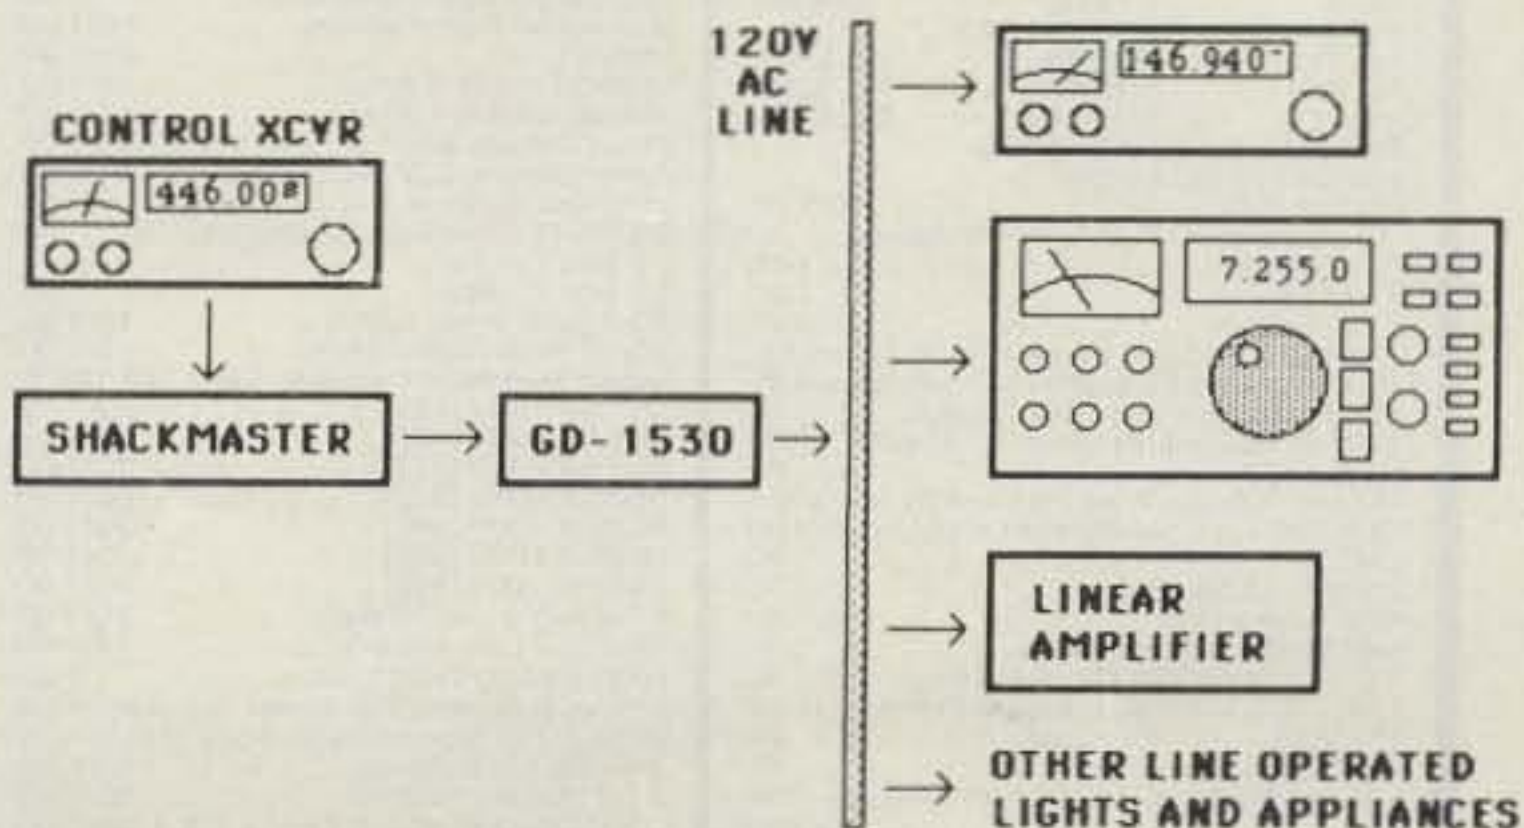 120V
AC
LINE
146.940-
CONTROL XCVR
446.00
7.255.0
SHACKMASTER
GD-1530
LINEAR
AMPLIFIER
OTHER LINE OPERATED
LIGHTS AND APPLIANCES